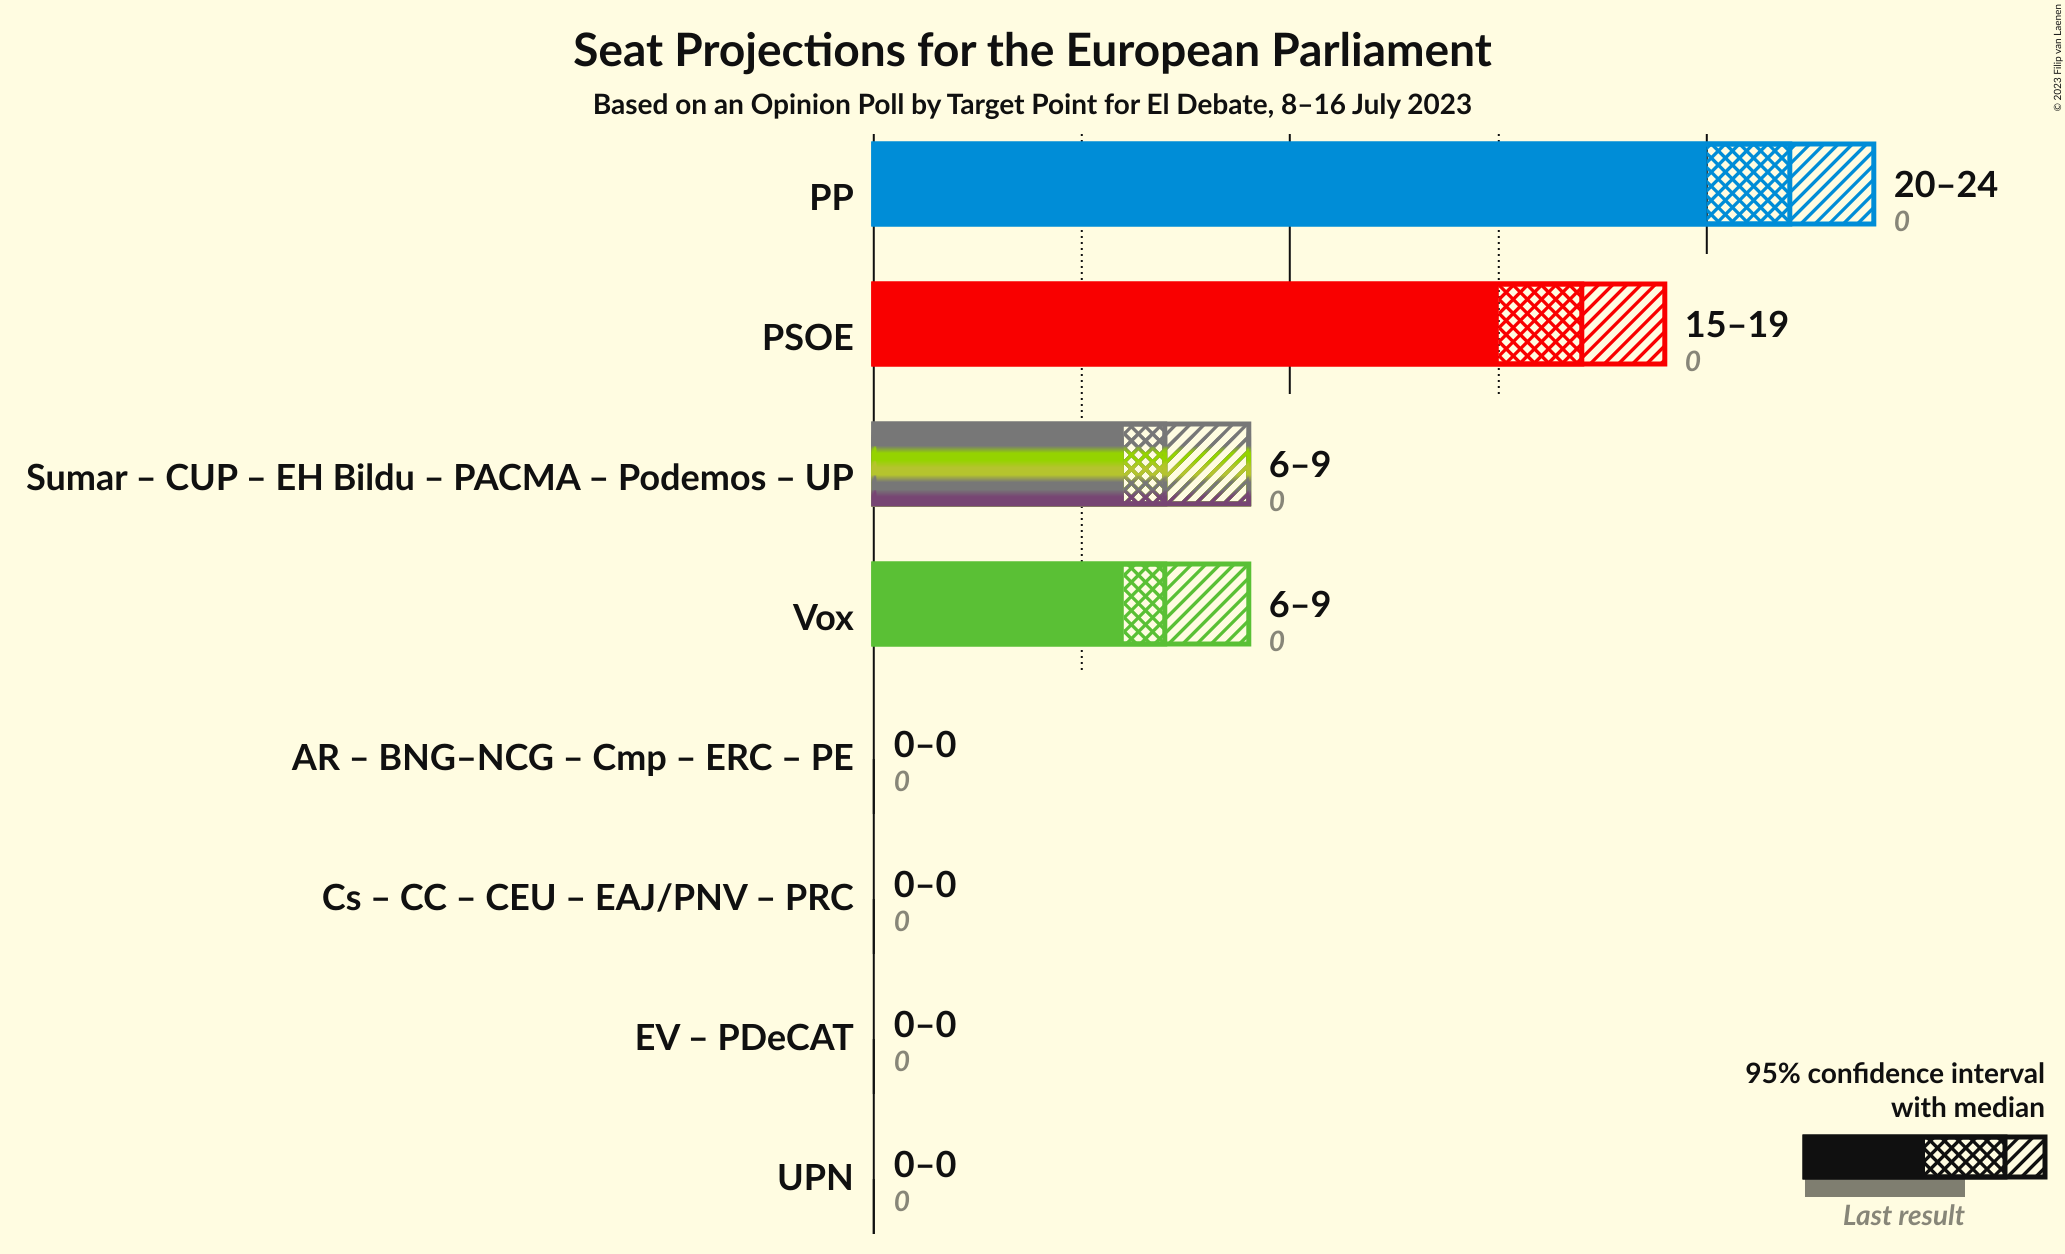 Seat Projections for the European Parliament
Based on an Opinion Poll by Target Point for El Debate, 8–16 July 2023
© 2023 Filip van Laenen
PP
20–24
0
PSOE
15–19
0
Sumar – CUP – EH Bildu – PACMA – Podemos – UP
6–9
0
Vox
6–9
0
AR – BNG–NCG – Cmp – ERC – PE
0–0
0
Cs – CC – CEU – EAJ/PNV – PRC
0–0
0
EV – PDeCAT
0–0
0
UPN
0–0
0
95% confidence interval
with median
Last result